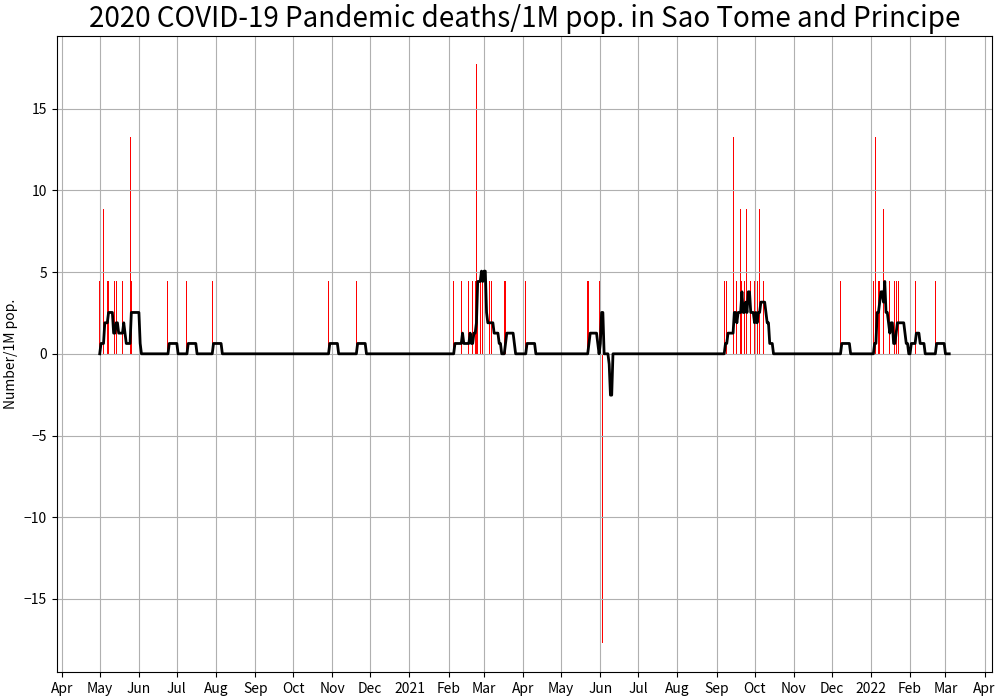 2020 COVID-19 Pandemic deaths/1M pop. in Sao Tome and Principe
Number/1M pop.
15
10
5
0
−5
−10
−15
Apr May Jun Jul Aug Sep Oct Nov Dec 2021 Feb Mar Apr May Jun Jul Aug Sep Oct Nov Dec 2022 Feb Mar Apr